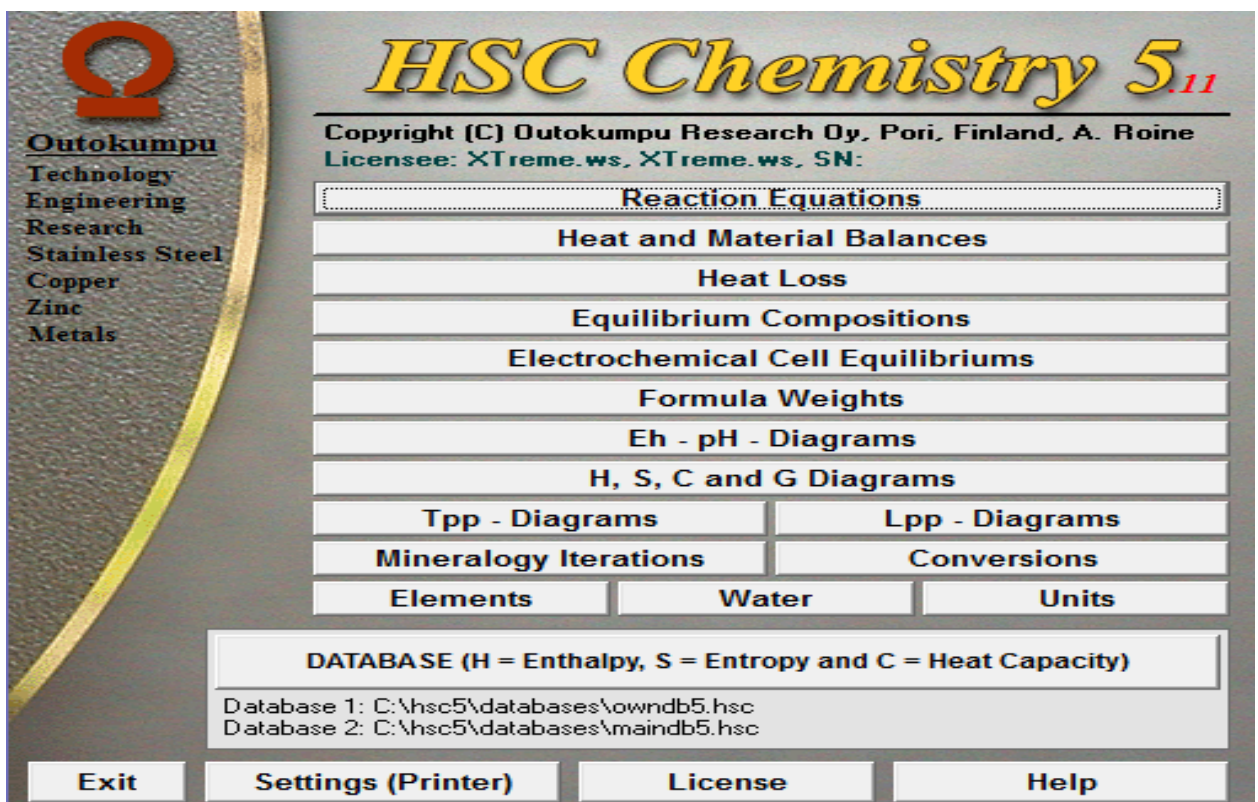 HSC Chemistry 5.11
Copyright (C) Outokumpu Research Oy, Pori, Finland, A. Roine
Licensee: XTreme.ws, XTreme.ws, SN:
Outokumpu
Technology
Engineering
Research
Stainless Steel
Copper
Zinc
Metals
Reaction Equations
Heat and Material Balances
Heat Loss
Equilibrium Compositions
Electrochemical Cell Equilibriums
Formula Weights
Eh - pH - Diagrams
H, S, C and G Diagrams
Tpp - Diagrams Lpp - Diagrams
Mineralogy Iterations Conversions
Elements Water Units
DATABASE (H = Enthalpy, S = Entropy and C = Heat Capacity)
Database 1: C:\hsc5\databases\owndb5.hsc
Database 2: C:\hsc5\databases\maindb5.hsc
Exit Settings (Printer) License Help